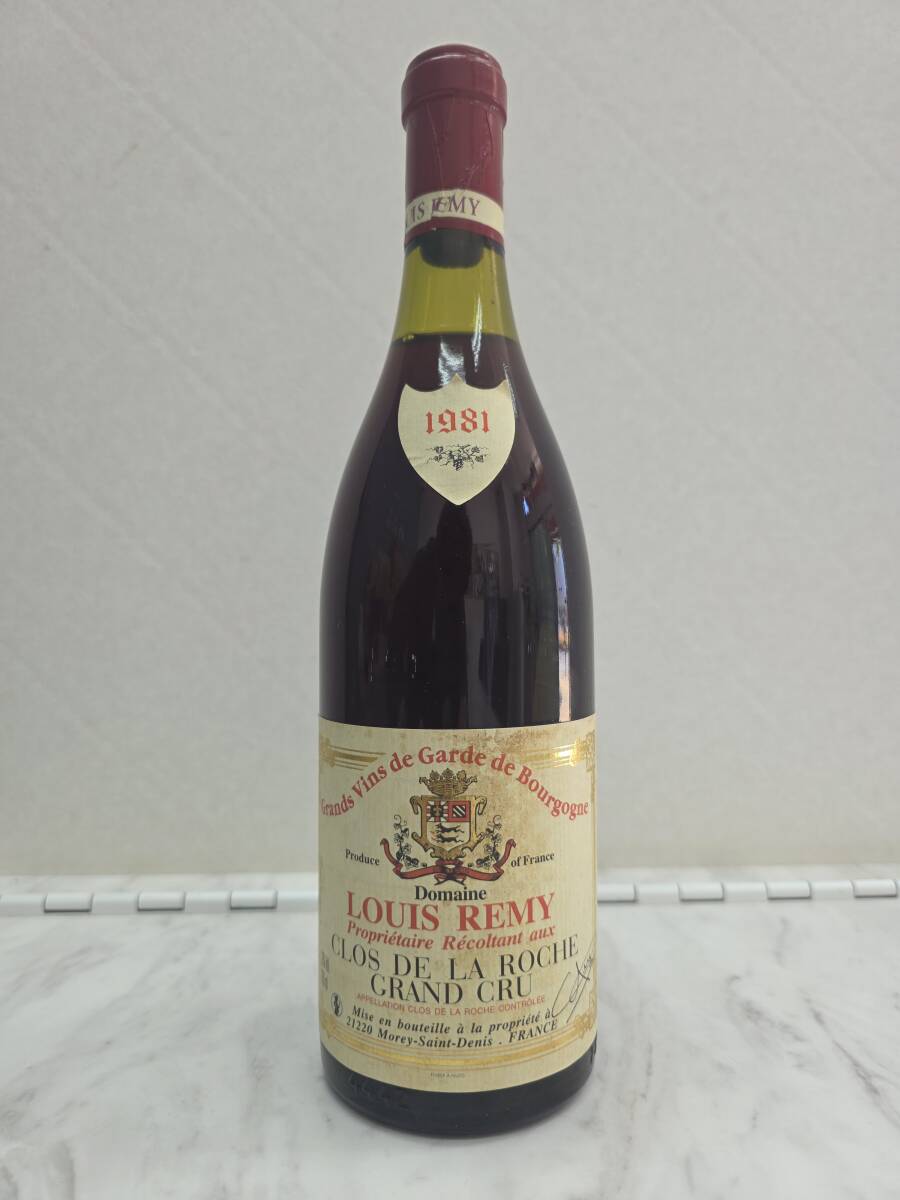 UIS REMY
1981
Grands Vins de Garde de Bourgogne
Produce of France
Domaine
LOUIS REMY
Propriétaire Récoltant aux
CLOS DE LA ROCHE
GRAND CRU
APPELLATION CLOS DE LA ROCHE CONTRÔLÉE
Mise en bouteille à la propriété à
21220 Morey-Saint-Denis . FRANCE